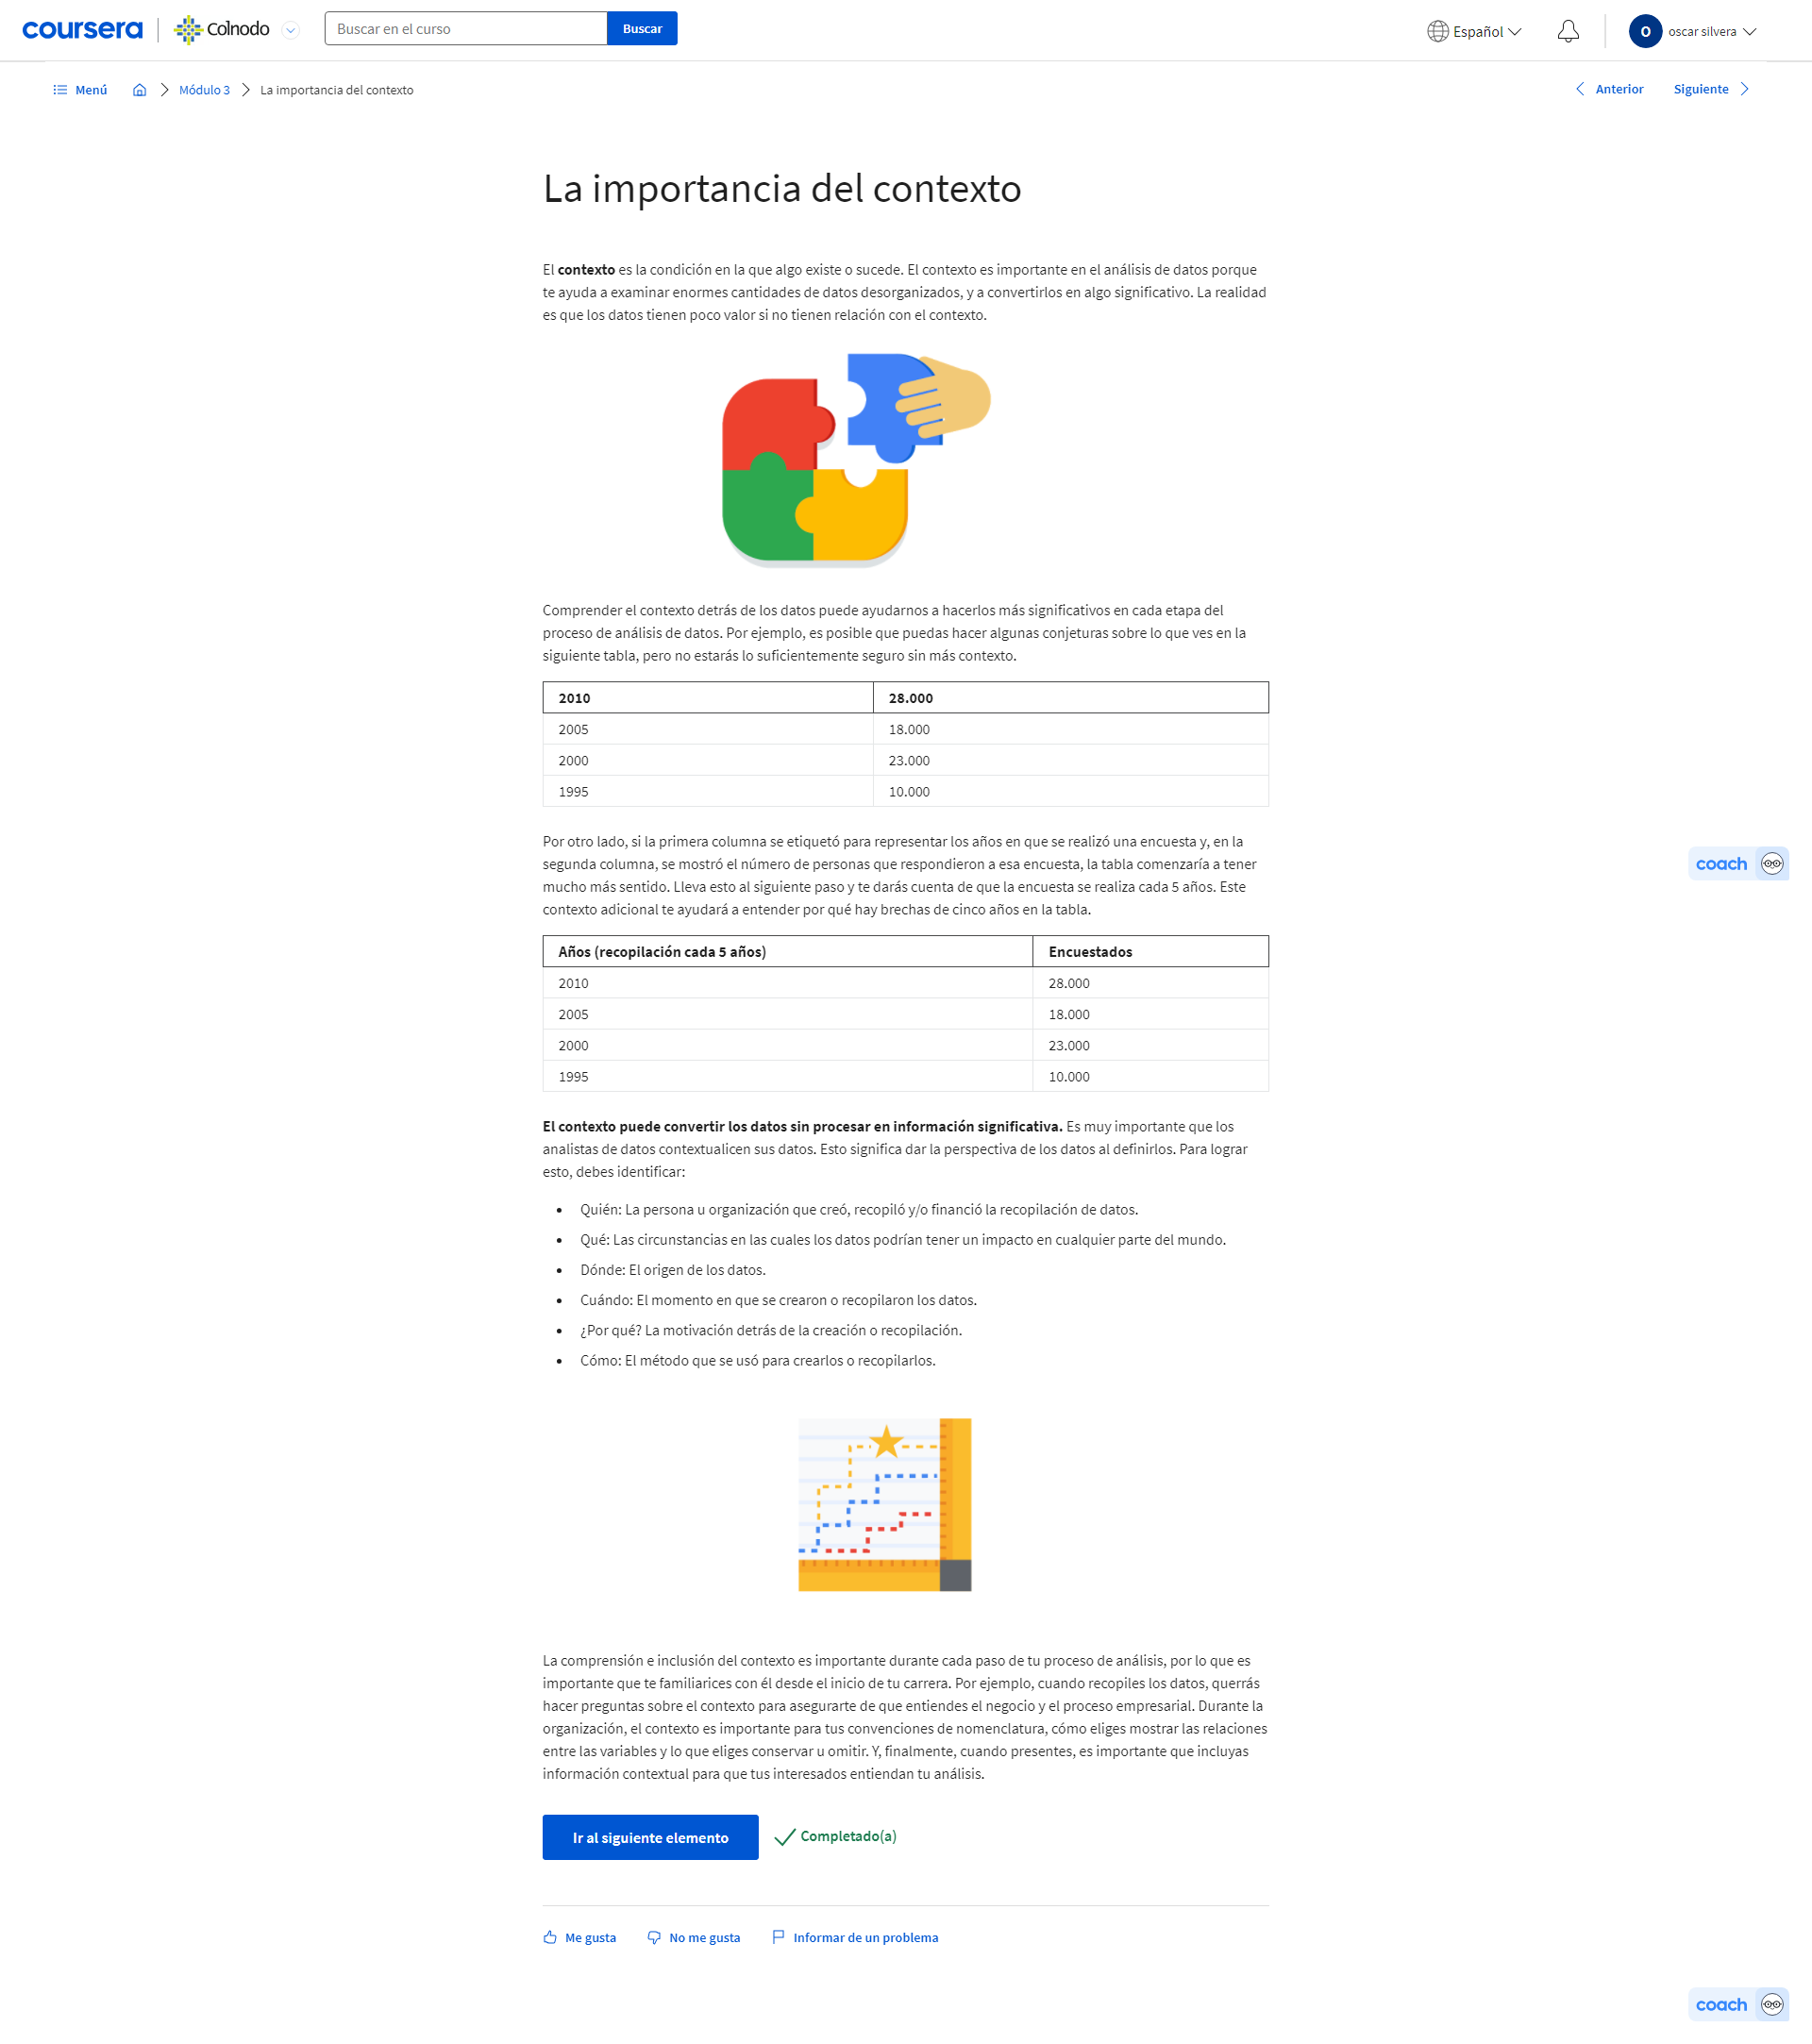 coursera
Colnodo
Buscar en el curso
Buscar
Español
O
oscar silvera
Menú
Módulo 3
La importancia del contexto
Anterior
Siguiente
La importancia del contexto
El contexto es la condición en la que algo existe o sucede. El contexto es importante en el análisis de datos porque
te ayuda a examinar enormes cantidades de datos desorganizados, y a convertirlos en algo significativo. La realidad
es que los datos tienen poco valor si no tienen relación con el contexto.
Comprender el contexto detrás de los datos puede ayudarnos a hacerlos más significativos en cada etapa del
proceso de análisis de datos. Por ejemplo, es posible que puedas hacer algunas conjeturas sobre lo que ves en la
siguiente tabla, pero no estarás lo suficientemente seguro sin más contexto.
2010 28.000
2005 18.000
2000 23.000
1995 10.000
Por otro lado, si la primera columna se etiquetó para representar los años en que se realizó una encuesta y, en la
segunda columna, se mostró el número de personas que respondieron a esa encuesta, la tabla comenzaría a tener
mucho más sentido. Lleva esto al siguiente paso y te darás cuenta de que la encuesta se realiza cada 5 años. Este
contexto adicional te ayudará a entender por qué hay brechas de cinco años en la tabla.
coach
Años (recopilación cada 5 años) Encuestados
2010 28.000
2005 18.000
2000 23.000
1995 10.000
El contexto puede convertir los datos sin procesar en información significativa. Es muy importante que los
analistas de datos contextualicen sus datos. Esto significa dar la perspectiva de los datos al definirlos. Para lograr
esto, debes identificar:
• Quién: La persona u organización que creó, recopiló y/o financió la recopilación de datos.
• Qué: Las circunstancias en las cuales los datos podrían tener un impacto en cualquier parte del mundo.
• Dónde: El origen de los datos.
• Cuándo: El momento en que se crearon o recopilaron los datos.
• ¿Por qué? La motivación detrás de la creación o recopilación.
• Cómo: El método que se usó para crearlos o recopilarlos.
La comprensión e inclusión del contexto es importante durante cada paso de tu proceso de análisis, por lo que es
importante que te familiarices con él desde el inicio de tu carrera. Por ejemplo, cuando recopiles los datos, querrás
hacer preguntas sobre el contexto para asegurarte de que entiendes el negocio y el proceso empresarial. Durante la
organización, el contexto es importante para tus convenciones de nomenclatura, cómo eliges mostrar las relaciones
entre las variables y lo que eliges conservar u omitir. Y, finalmente, cuando presentes, es importante que incluyas
información contextual para que tus interesados entiendan tu análisis.
Ir al siguiente elemento
Completado(a)
Me gusta
No me gusta
Informar de un problema
coach